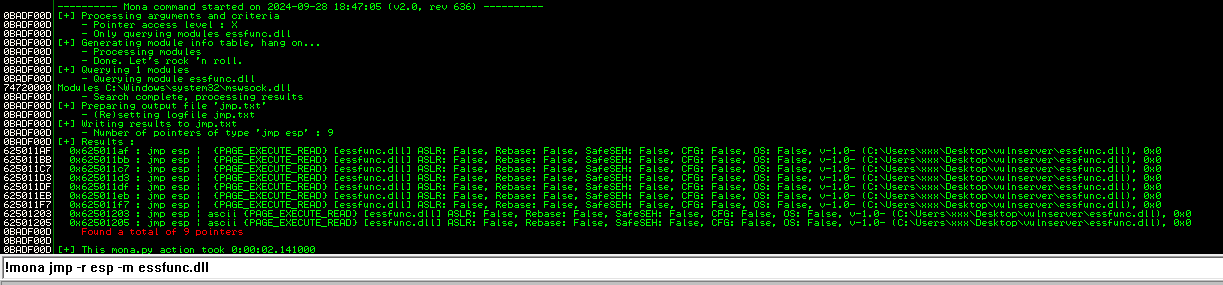 ---------- Mona command started on 2024-09-28 18:47:05 (v2.0, rev 636) ----------
0BADF00D [+] Processing arguments and criteria
0BADF00D     - Pointer access level : X
0BADF00D     - Only querying modules essfunc.dll
0BADF00D [+] Generating module info table, hang on...
0BADF00D     - Processing modules
0BADF00D     - Done. Let's rock 'n roll.
0BADF00D [+] Querying 1 modules
0BADF00D     - Querying module essfunc.dll
74720000 Modules C:\Windows\system32\mswsock.dll
0BADF00D     - Search complete, processing results
0BADF00D [+] Preparing output file 'jmp.txt'
0BADF00D     - (Re)setting logfile jmp.txt
0BADF00D [+] Writing results to jmp.txt
0BADF00D     - Number of pointers of type 'jmp esp' : 9
0BADF00D [+] Results :
625011AF   0x625011af : jmp esp |  {PAGE_EXECUTE_READ} [essfunc.dll] ASLR: False, Rebase: False, SafeSEH: False, CFG: False, OS: False, v-1.0- (C:\Users\xxx\Desktop\vulnserver\essfunc.dll), 0x0
625011BB   0x625011bb : jmp esp |  {PAGE_EXECUTE_READ} [essfunc.dll] ASLR: False, Rebase: False, SafeSEH: False, CFG: False, OS: False, v-1.0- (C:\Users\xxx\Desktop\vulnserver\essfunc.dll), 0x0
625011C7   0x625011c7 : jmp esp |  {PAGE_EXECUTE_READ} [essfunc.dll] ASLR: False, Rebase: False, SafeSEH: False, CFG: False, OS: False, v-1.0- (C:\Users\xxx\Desktop\vulnserver\essfunc.dll), 0x0
625011D3   0x625011d3 : jmp esp |  {PAGE_EXECUTE_READ} [essfunc.dll] ASLR: False, Rebase: False, SafeSEH: False, CFG: False, OS: False, v-1.0- (C:\Users\xxx\Desktop\vulnserver\essfunc.dll), 0x0
625011DF   0x625011df : jmp esp |  {PAGE_EXECUTE_READ} [essfunc.dll] ASLR: False, Rebase: False, SafeSEH: False, CFG: False, OS: False, v-1.0- (C:\Users\xxx\Desktop\vulnserver\essfunc.dll), 0x0
625011EB   0x625011eb : jmp esp |  {PAGE_EXECUTE_READ} [essfunc.dll] ASLR: False, Rebase: False, SafeSEH: False, CFG: False, OS: False, v-1.0- (C:\Users\xxx\Desktop\vulnserver\essfunc.dll), 0x0
625011F7   0x625011f7 : jmp esp |  {PAGE_EXECUTE_READ} [essfunc.dll] ASLR: False, Rebase: False, SafeSEH: False, CFG: False, OS: False, v-1.0- (C:\Users\xxx\Desktop\vulnserver\essfunc.dll), 0x0
62501203   0x62501203 : jmp esp | ascii {PAGE_EXECUTE_READ} [essfunc.dll] ASLR: False, Rebase: False, SafeSEH: False, CFG: False, OS: False, v-1.0- (C:\Users\xxx\Desktop\vulnserver\essfunc.dll), 0x0
62501205   0x62501205 : jmp esp | ascii {PAGE_EXECUTE_READ} [essfunc.dll] ASLR: False, Rebase: False, SafeSEH: False, CFG: False, OS: False, v-1.0- (C:\Users\xxx\Desktop\vulnserver\essfunc.dll), 0x0
0BADF00D     Found a total of 9 pointers
0BADF00D
0BADF00D [+] This mona.py action took 0:00:02.141000
!mona jmp -r esp -m essfunc.dll